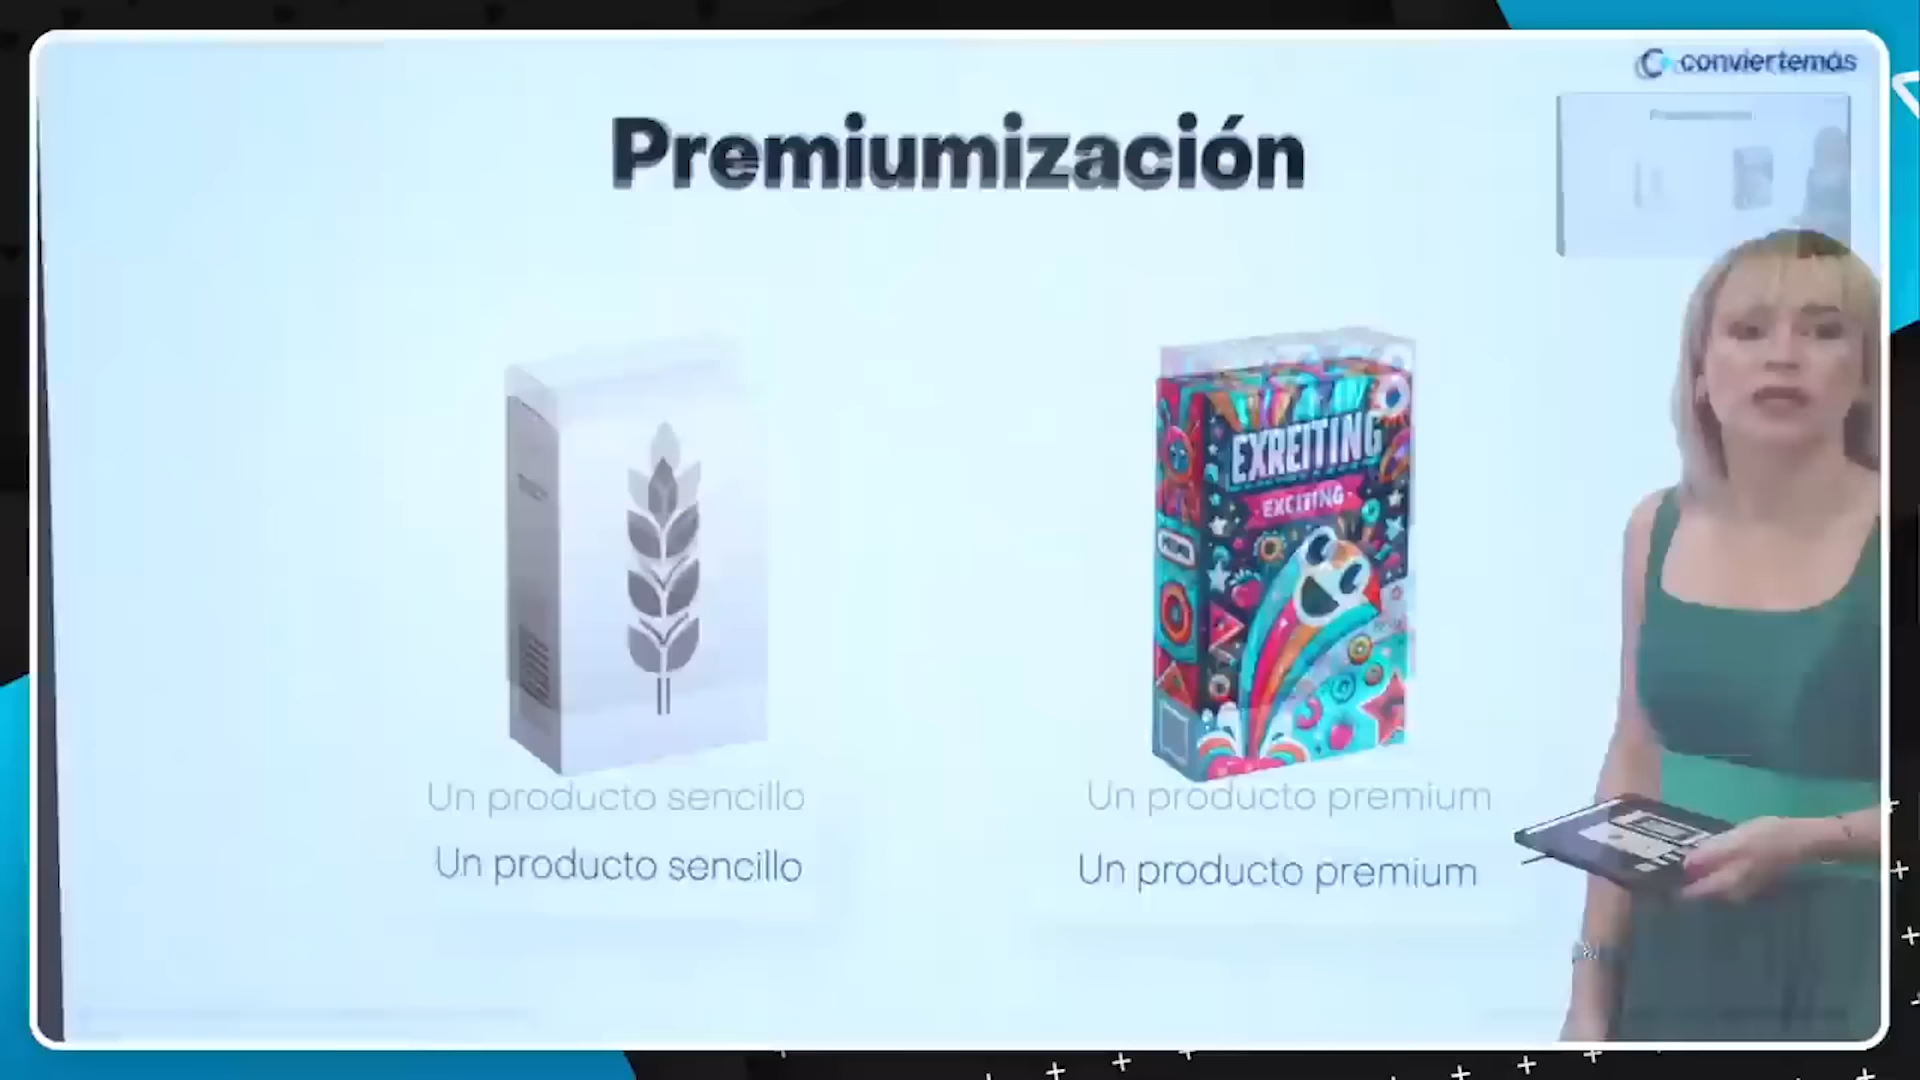 conviertemás
Premiumización
EXREITING
EXCITING
Un producto sencillo
Un producto premium
Un producto sencillo
Un producto premium